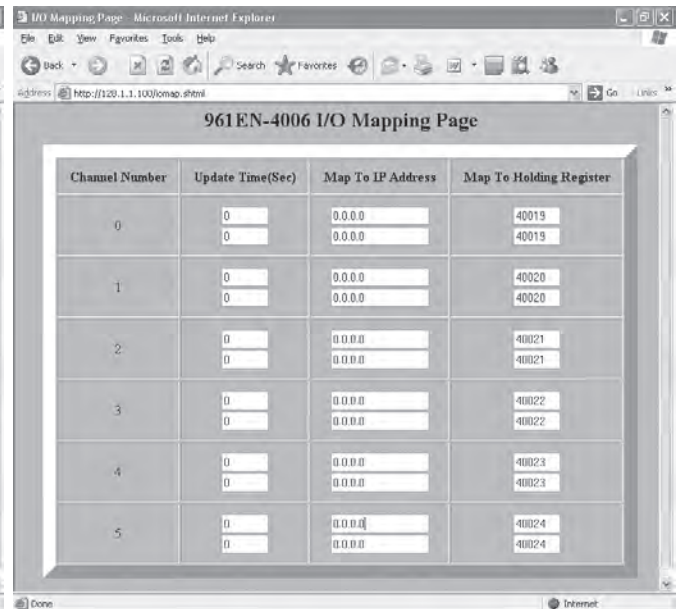 I/O Mapping Page - Microsoft Internet Explorer
File Edit View Favorites Tools Help
Back Search Favorites
Address http://128.1.1.100/iomap.shtml Go Links »
961EN-4006 I/O Mapping Page
Channel Number Update Time(Sec) Map To IP Address Map To Holding Register
0 0 0.0.0.0 40019
0 0.0.0.0 40019
1 0 0.0.0.0 40020
0 0.0.0.0 40020
2 0 0.0.0.0 40021
0 0.0.0.0 40021
3 0 0.0.0.0 40022
0 0.0.0.0 40022
4 0 0.0.0.0 40023
0 0.0.0.0 40023
5 0 0.0.0.0 40024
0 0.0.0.0 40024
Done Internet